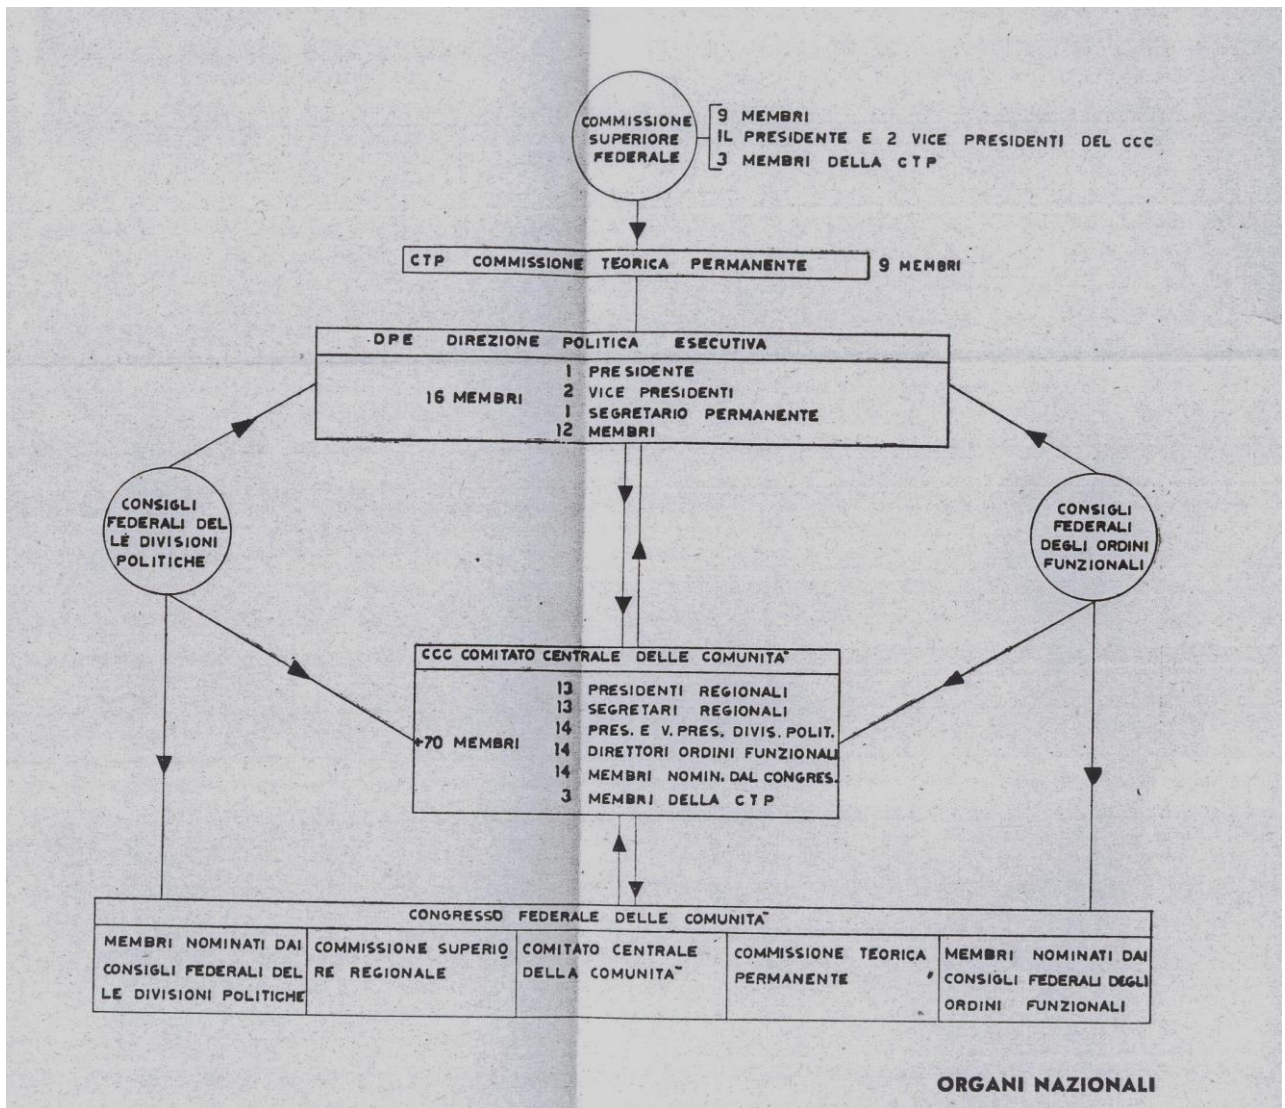 COMMISSIONE
SUPERIORE
FEDERALE
9 MEMBRI
IL PRESIDENTE E 2 VICE PRESIDENTI DEL CCC
3 MEMBRI DELLA CTP
CTP COMMISSIONE TEORICA PERMANENTE
9 MEMBRI
DPE DIREZIONE POLITICA ESECUTIVA
16 MEMBRI
1 PRESIDENTE
2 VICE PRESIDENTI
1 SEGRETARIO PERMANENTE
12 MEMBRI
CONSIGLI
FEDERALI DEL
LE DIVISIONI
POLITICHE
CONSIGLI
FEDERALI
DEGLI ORDINI
FUNZIONALI
CCC COMITATO CENTRALE DELLE COMUNITA~
+70 MEMBRI
13 PRESIDENTI REGIONALI
13 SEGRETARI REGIONALI
14 PRES. E V. PRES. DIVIS. POLIT.
14 DIRETTORI ORDINI FUNZIONALI
14 MEMBRI NOMIN. DAL CONGRES.
3 MEMBRI DELLA CTP
CONGRESSO FEDERALE DELLE COMUNITA~
MEMBRI NOMINATI DAI
CONSIGLI FEDERALI DEL
LE DIVISIONI POLITICHE
COMMISSIONE SUPERIO
RE REGIONALE
COMITATO CENTRALE
DELLA COMUNITA~
COMMISSIONE TEORICA
PERMANENTE
MEMBRI NOMINATI DAI
CONSIGLI FEDERALI DEGLI
ORDINI FUNZIONALI
ORGANI NAZIONALI